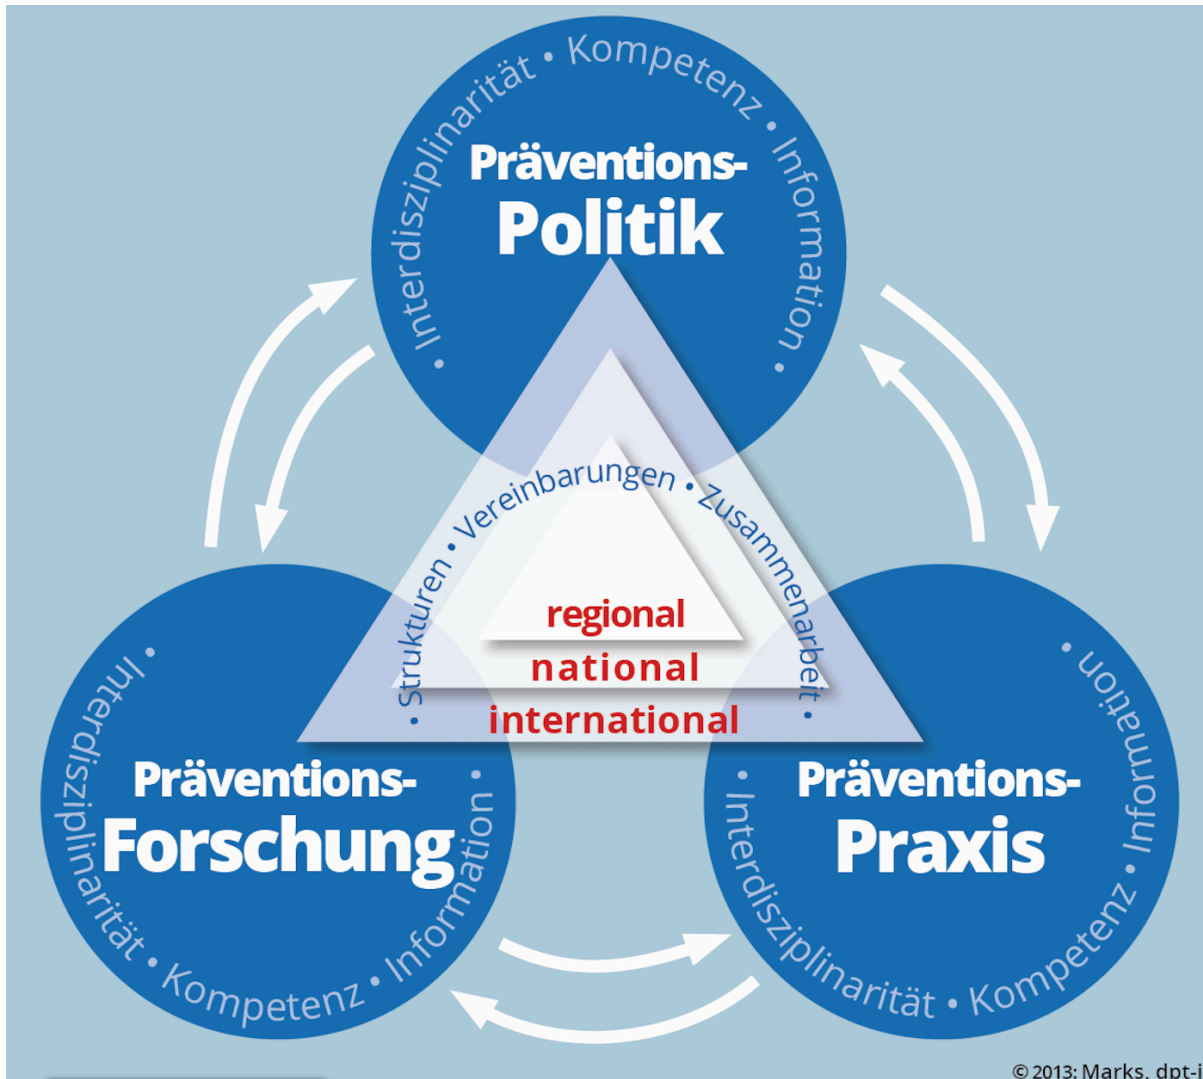 • Interdisziplinarität • Kompetenz • Information •
Präventions-
Politik
• Strukturen • Vereinbarungen • Zusammenarbeit •
regional
national
international
• Interdisziplinarität • Kompetenz • Information •
Präventions-
Forschung
• Interdisziplinarität • Kompetenz • Information •
Präventions-
Praxis
© 2013: Marks, dpt-i